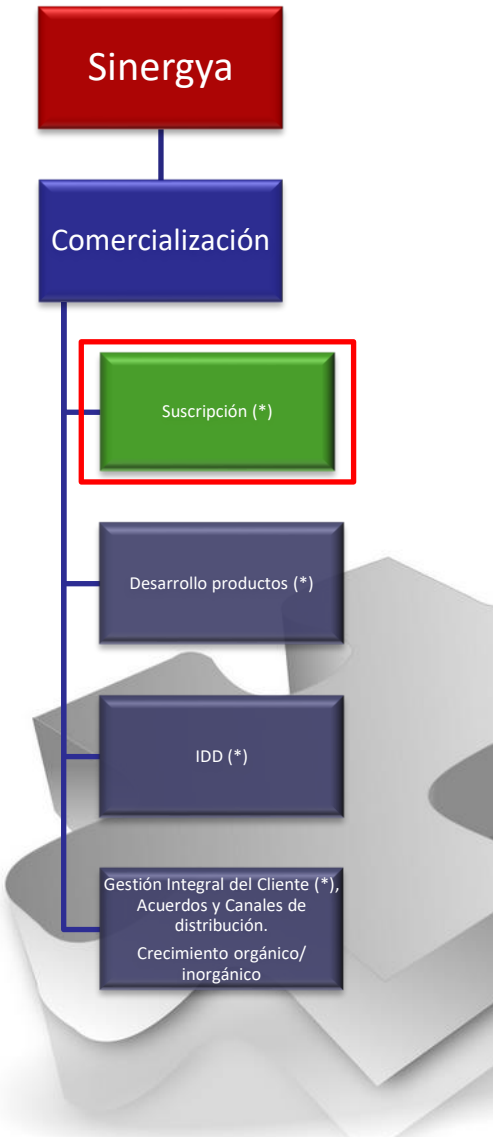 Sinergya
Comercialización
Suscripción (*)
Desarrollo productos (*)
IDD (*)
Gestión Integral del Cliente (*),
Acuerdos y Canales de
distribución.
Crecimiento orgánico/
inorgánico